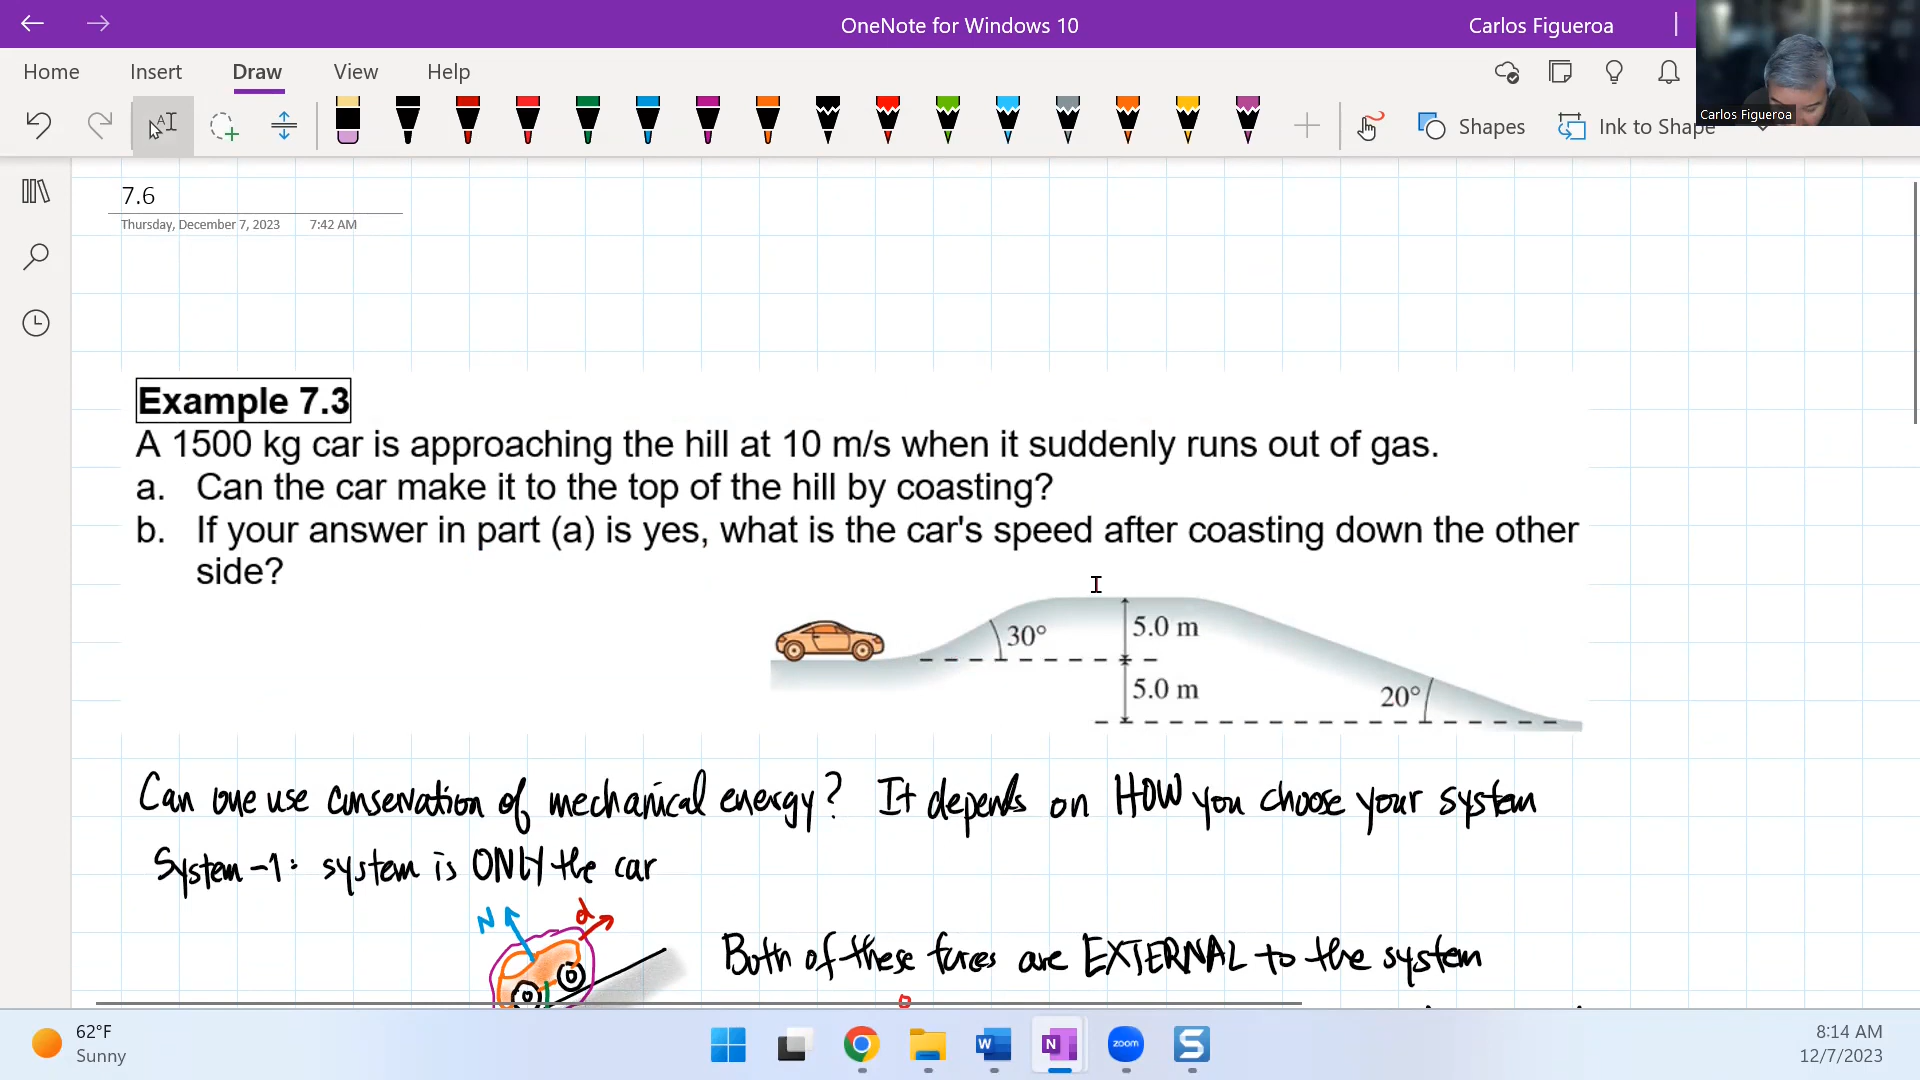 OneNote for Windows 10
Carlos Figueroa
Home Insert Draw View Help
Carlos Figueroa
Shapes Ink to Shape
7.6
Thursday, December 7, 2023 7:42 AM
Example 7.3
A 1500 kg car is approaching the hill at 10 m/s when it suddenly runs out of gas.
a. Can the car make it to the top of the hill by coasting?
b. If your answer in part (a) is yes, what is the car's speed after coasting down the other
side?
30° 5.0 m
5.0 m 20°
Can one use conservation of mechanical energy? It depends on HOW you choose your system
System-1: system is ONLY the car
N d
Both of these forces are EXTERNAL to the system
62°F
Sunny
W N zoom S
8:14 AM
12/7/2023